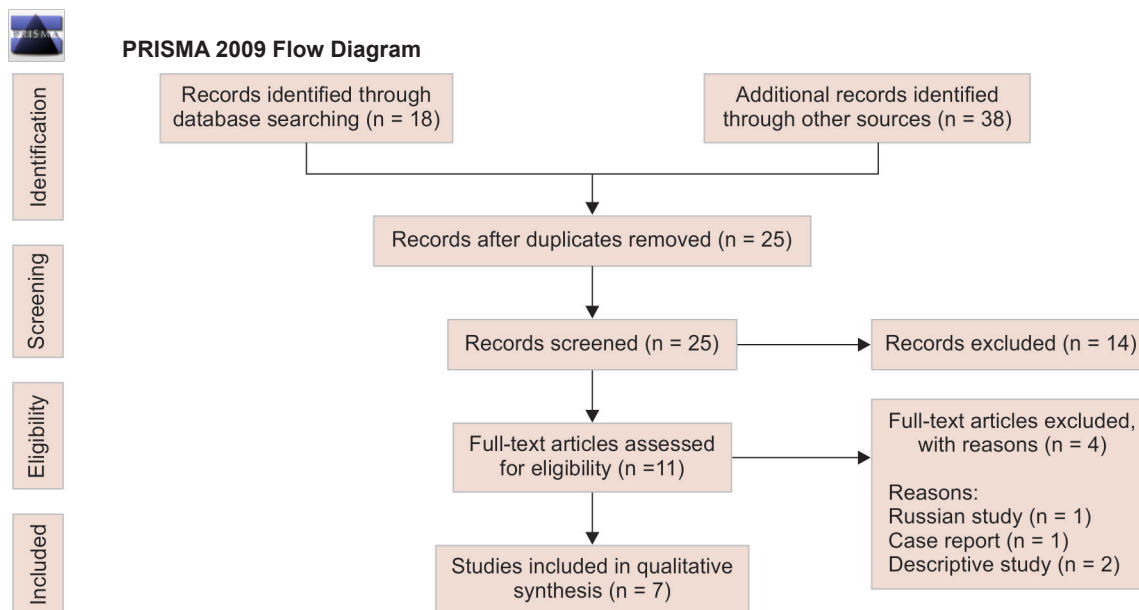 PRISMA
PRISMA 2009 Flow Diagram
Identification
Records identified through
database searching (n = 18)
Additional records identified
through other sources (n = 38)
Records after duplicates removed (n = 25)
Screening
Records screened (n = 25)
Records excluded (n = 14)
Eligibility
Full-text articles assessed
for eligibility (n =11)
Full-text articles excluded,
with reasons (n = 4)
Reasons:
Russian study (n = 1)
Case report (n = 1)
Descriptive study (n = 2)
Included
Studies included in qualitative
synthesis (n = 7)